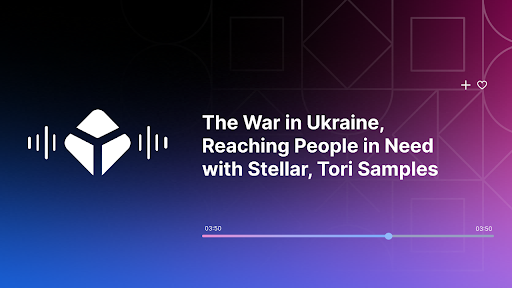 The War in Ukraine,
Reaching People in Need
with Stellar, Tori Samples
03:50
03:50